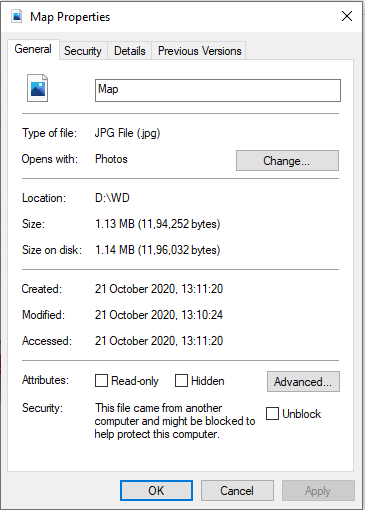 Map Properties
General Security Details Previous Versions
Map
Type of file: JPG File (.jpg)
Opens with: Photos Change...
Location: D:\WD
Size: 1.13 MB (11,94,252 bytes)
Size on disk: 1.14 MB (11,96,032 bytes)
Created: 21 October 2020, 13:11:20
Modified: 21 October 2020, 13:10:24
Accessed: 21 October 2020, 13:11:20
Attributes: Read-only Hidden Advanced...
Security: This file came from another
computer and might be blocked to Unblock
help protect this computer.
OK Cancel Apply